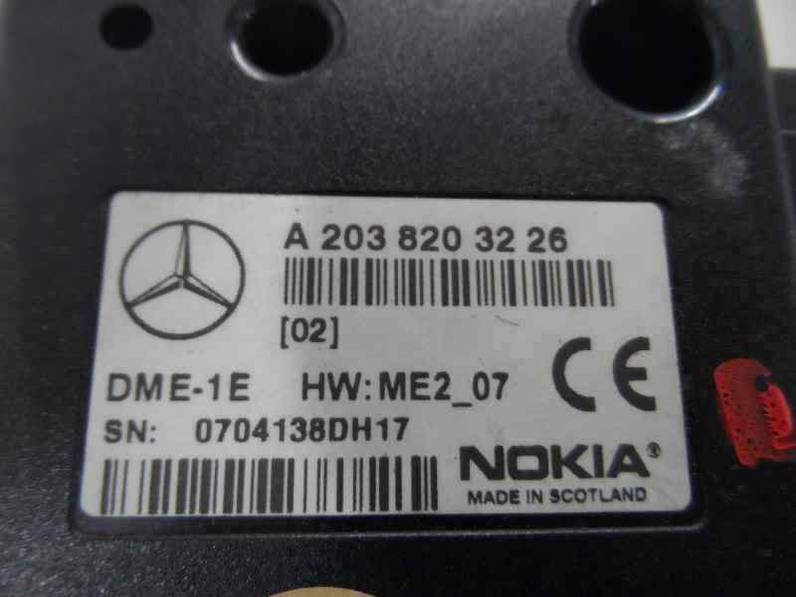 A 203 820 32 26
[02]
DME-1E HW: ME2_07
SN: 0704138DH17
CE
NOKIA®
MADE IN SCOTLAND